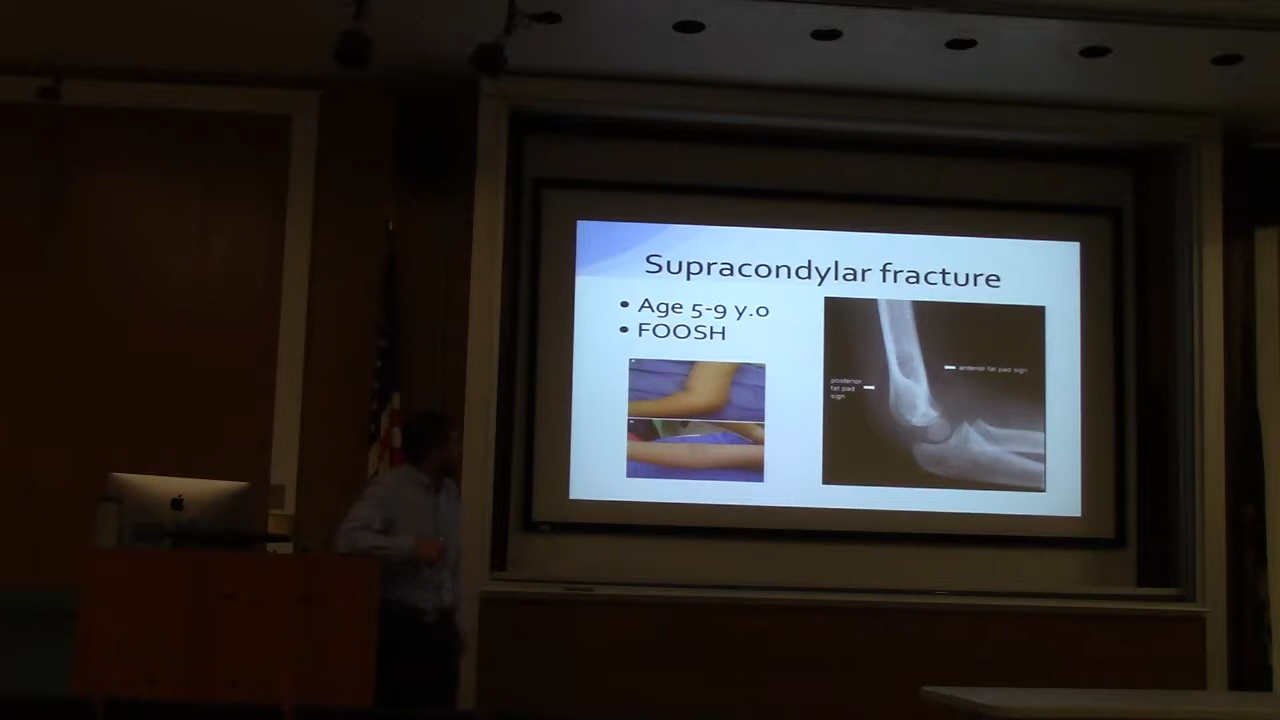 Supracondylar fracture
• Age 5-9 y.o
• FOOSH
posterior
fat pad
sign
anterior fat pad sign